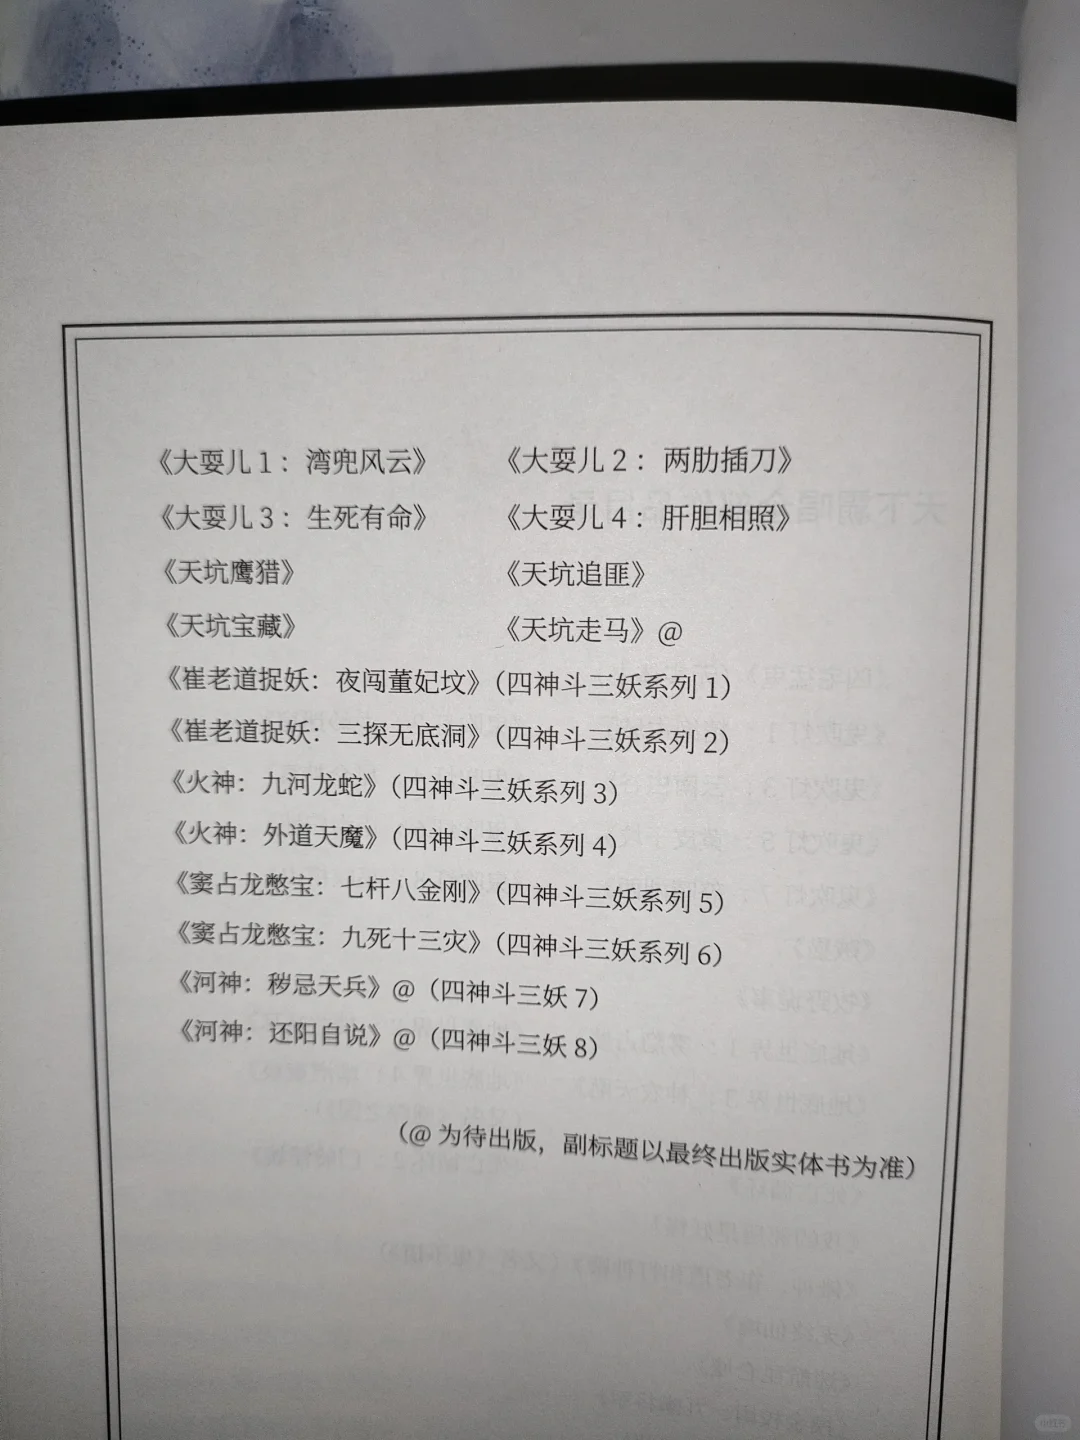 《大耍儿1：湾兜风云》 《大耍儿2：两肋插刀》
《大耍儿3：生死有命》 《大耍儿4：肝胆相照》
《天坑鹰猎》 《天坑追匪》
《天坑宝藏》 《天坑走马》@
《崔老道捉妖：夜闯董妃坟》（四神斗三妖系列1）
《崔老道捉妖：三探无底洞》（四神斗三妖系列2）
《火神：九河龙蛇》（四神斗三妖系列3）
《火神：外道天魔》（四神斗三妖系列4）
《窦占龙憋宝：七杆八金刚》（四神斗三妖系列5）
《窦占龙憋宝：九死十三灾》（四神斗三妖系列6）
《河神：秽忌天兵》@（四神斗三妖7）
《河神：还阳自说》@（四神斗三妖8）
（@为待出版，副标题以最终出版实体书为准）